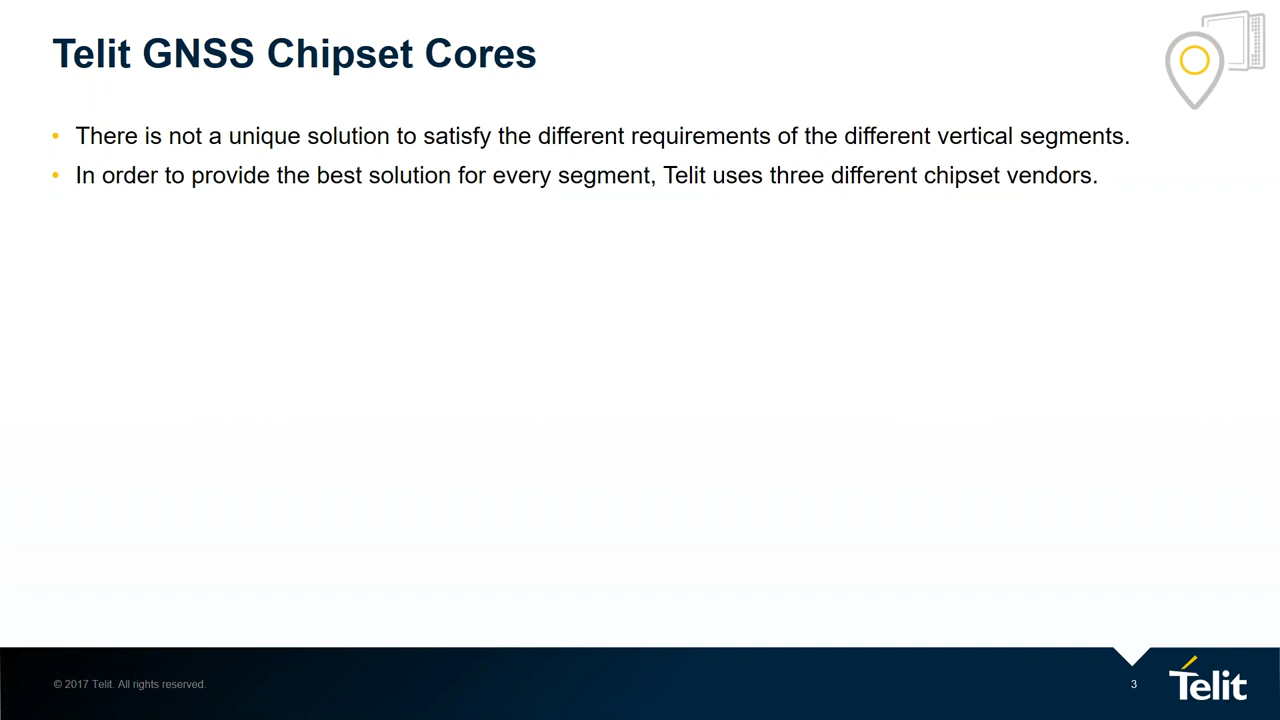 Telit GNSS Chipset Cores
• There is not a unique solution to satisfy the different requirements of the different vertical segments.
• In order to provide the best solution for every segment, Telit uses three different chipset vendors.
© 2017 Telit. All rights reserved.
3
Telit